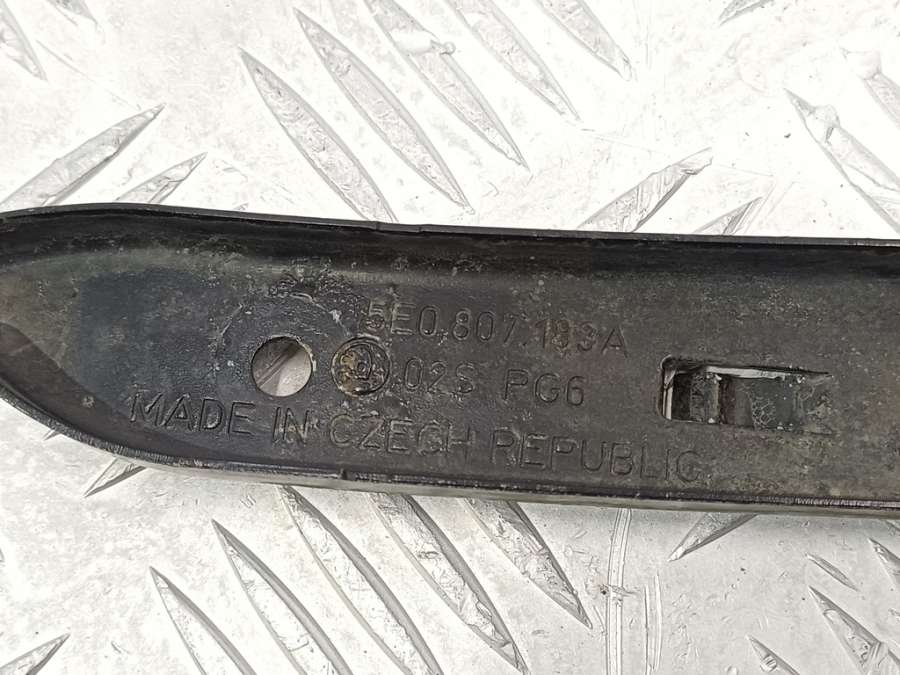 5E0.807.183A
02S PG6
MADE IN CZECH REPUBLIC